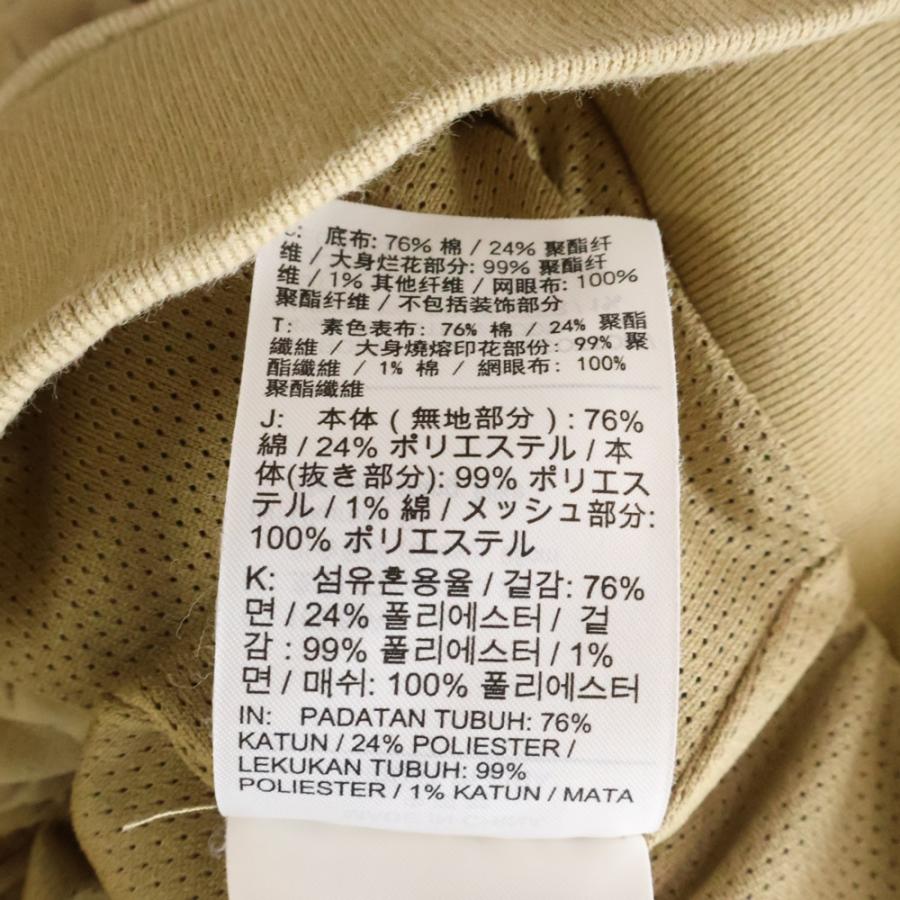 底布: 76% 棉 / 24% 聚酯纤
维 / 大身烂花部分: 99% 聚酯纤
维 / 1% 其他纤维 / 网眼布: 100%
聚酯纤维 / 不包括装饰部分
T: 素色表布: 76% 棉 / 24% 聚酯
纖維 / 大身燒熔印花部份: 99% 聚
酯纖維 / 1% 棉 / 網眼布: 100%
聚酯纖維
J: 本体 ( 無地部分 ) : 76%
綿 / 24% ポリエステル / 本
体(抜き部分): 99% ポリエス
テル / 1% 綿 / メッシュ部分:
100% ポリエステル
K: 섬유혼용율 / 겉감: 76%
면 / 24% 폴리에스터 / 겉
감 : 99% 폴리에스터 / 1%
면 / 매쉬: 100% 폴리에스터
IN: PADATAN TUBUH: 76%
KATUN / 24% POLIESTER /
LEKUKAN TUBUH: 99%
POLIESTER / 1% KATUN / MATA